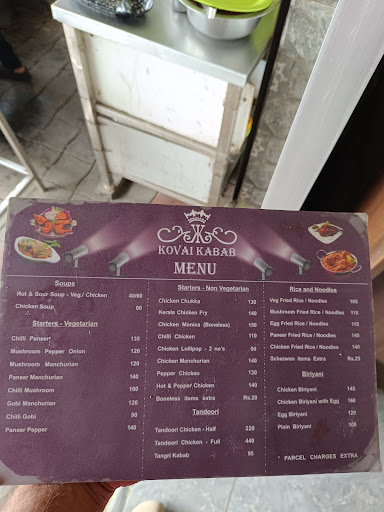 KOVAI KABAB
MENU
Soups
Hot & Sour Soup - Veg / Chicken 40/60
Chicken Soup 60
Starters - Vegetarian
Chilli Paneer 135
Mushroom Pepper Onion 120
Mushroom Manchurian 120
Paneer Manchurian 140
Chilli Mushroom 100
Gobi Manchurian 120
Chilli Gobi 90
Paneer Pepper 140
Starters - Non Vegetarian
Chicken Chukka 130
Kerala Chicken Fry 140
Chicken Monica (Boneless) 150
Chilli Chicken 110
Chicken Lollipop - 2 no's 90
Chicken Manchurian 140
Pepper Chicken 130
Hot & Pepper Chicken 140
Boneless items extra Rs.20
Tandoori
Tandoori Chicken - Half 220
Tandoori Chicken - Full 440
Tangri Kabab 95
Rice and Noodles
Veg Fried Rice / Noodles 105
Mushroom Fried Rice / Noodles 110
Egg Fried Rice / Noodles 115
Paneer Fried Rice / Noodles 140
Chicken Fried Rice / Noodles 140
Schezwan items Extra Rs.25
Biriyani
Chicken Biriyani 145
Chicken Biriyani with Egg 160
Egg Biriyani 120
Plain Biriyani 105
* PARCEL CHARGES EXTRA